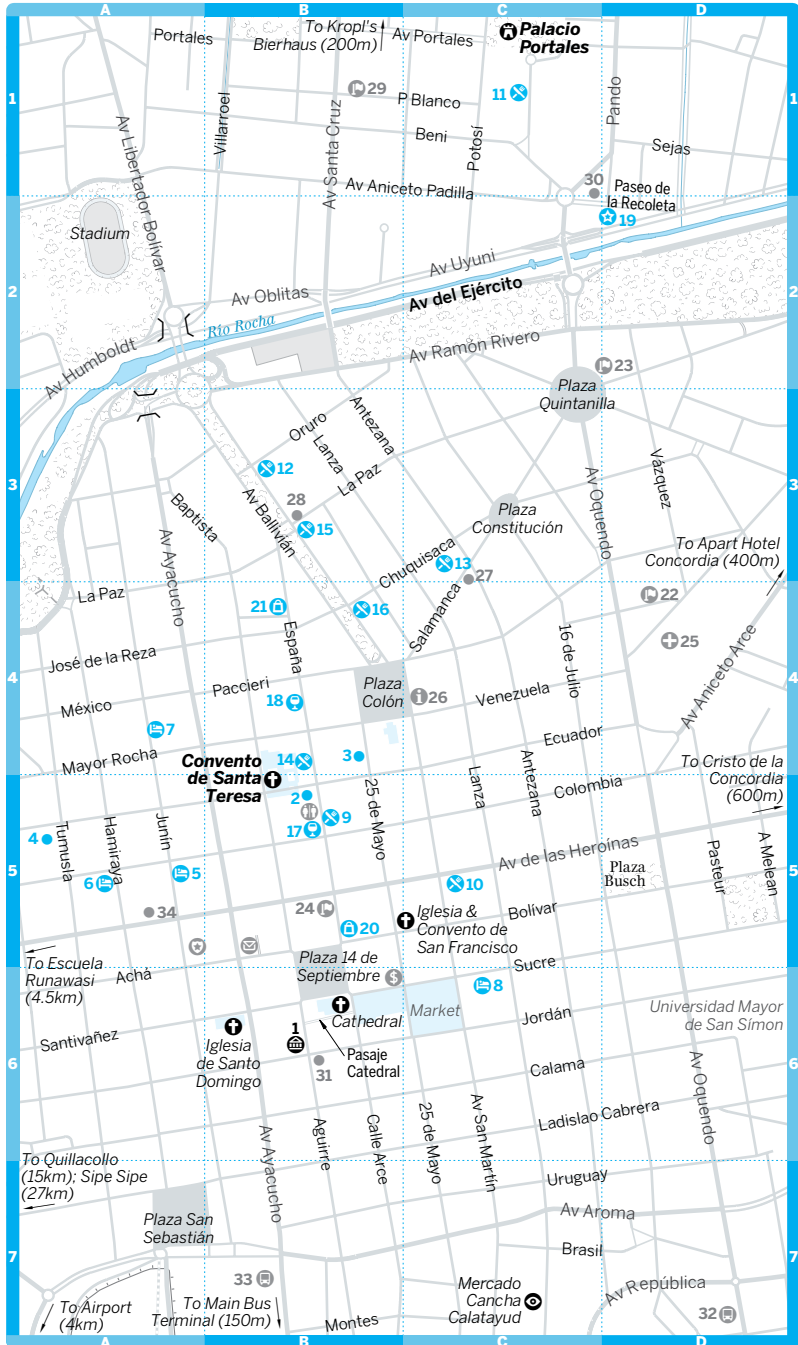 A
B
C
D
1
1
2
2
3
3
4
4
5
5
6
6
7
7
A
B
C
D
To Kropl's
Bierhaus (200m)
Portales
Av Portales
Palacio
Portales
29
P Blanco
11
Beni
Potosí
Pando
Sejas
Villarroel
Av Santa Cruz
Av Libertador Bolívar
Av Aniceto Padilla
30
Paseo de
la Recoleta
19
Stadium
Av Uyuni
Av Oblitas
Av del Ejército
Río Rocha
Av Humboldt
Av Ramón Rivero
23
Plaza
Quintanilla
Antezana
Oruro
Lanza
La Paz
12
28
15
Av Ballivián
Baptista
Av Ayacucho
Plaza
Constitución
Av Oquendo
Vázquez
Chuquisaca
13
27
To Apart Hotel
Concordia (400m)
La Paz
21
16
Salamanca
22
25
España
16 de Julio
Av Aniceto Arce
José de la Reza
Paccieri
Plaza
Colón
26
Venezuela
México
18
7
Mayor Rocha
Ecuador
Convento
de Santa
Teresa
14
3
Lanza
Antezana
Colombia
To Cristo de la
Concordia
(600m)
2
9
17
25 de Mayo
4
Tumusla
Hamiraya
Junín
5
6
Av de las Heroínas
Plaza
Busch
Pasteur
A Melean
10
34
24
20
Iglesia &
Convento de
San Francisco
Bolívar
To Escuela
Runawasi
(4.5km)
Achá
Plaza 14 de
Septiembre
Sucre
8
Market
Cathedral
Jordán
Universidad Mayor
de San Símon
Santivañez
Iglesia
de Santo
Domingo
1
Pasaje
Catedral
31
Calama
Av Oquendo
Ladislao Cabrera
Av Ayacucho
Aguirre
Calle Arce
25 de Mayo
Av San Martín
To Quillacollo
(15km); Sipe Sipe
(27km)
Uruguay
Av Aroma
Plaza San
Sebastián
Brasil
33
Mercado
Cancha
Calatayud
Av República
32
To Airport
(4km)
To Main Bus
Terminal (150m)
Montes